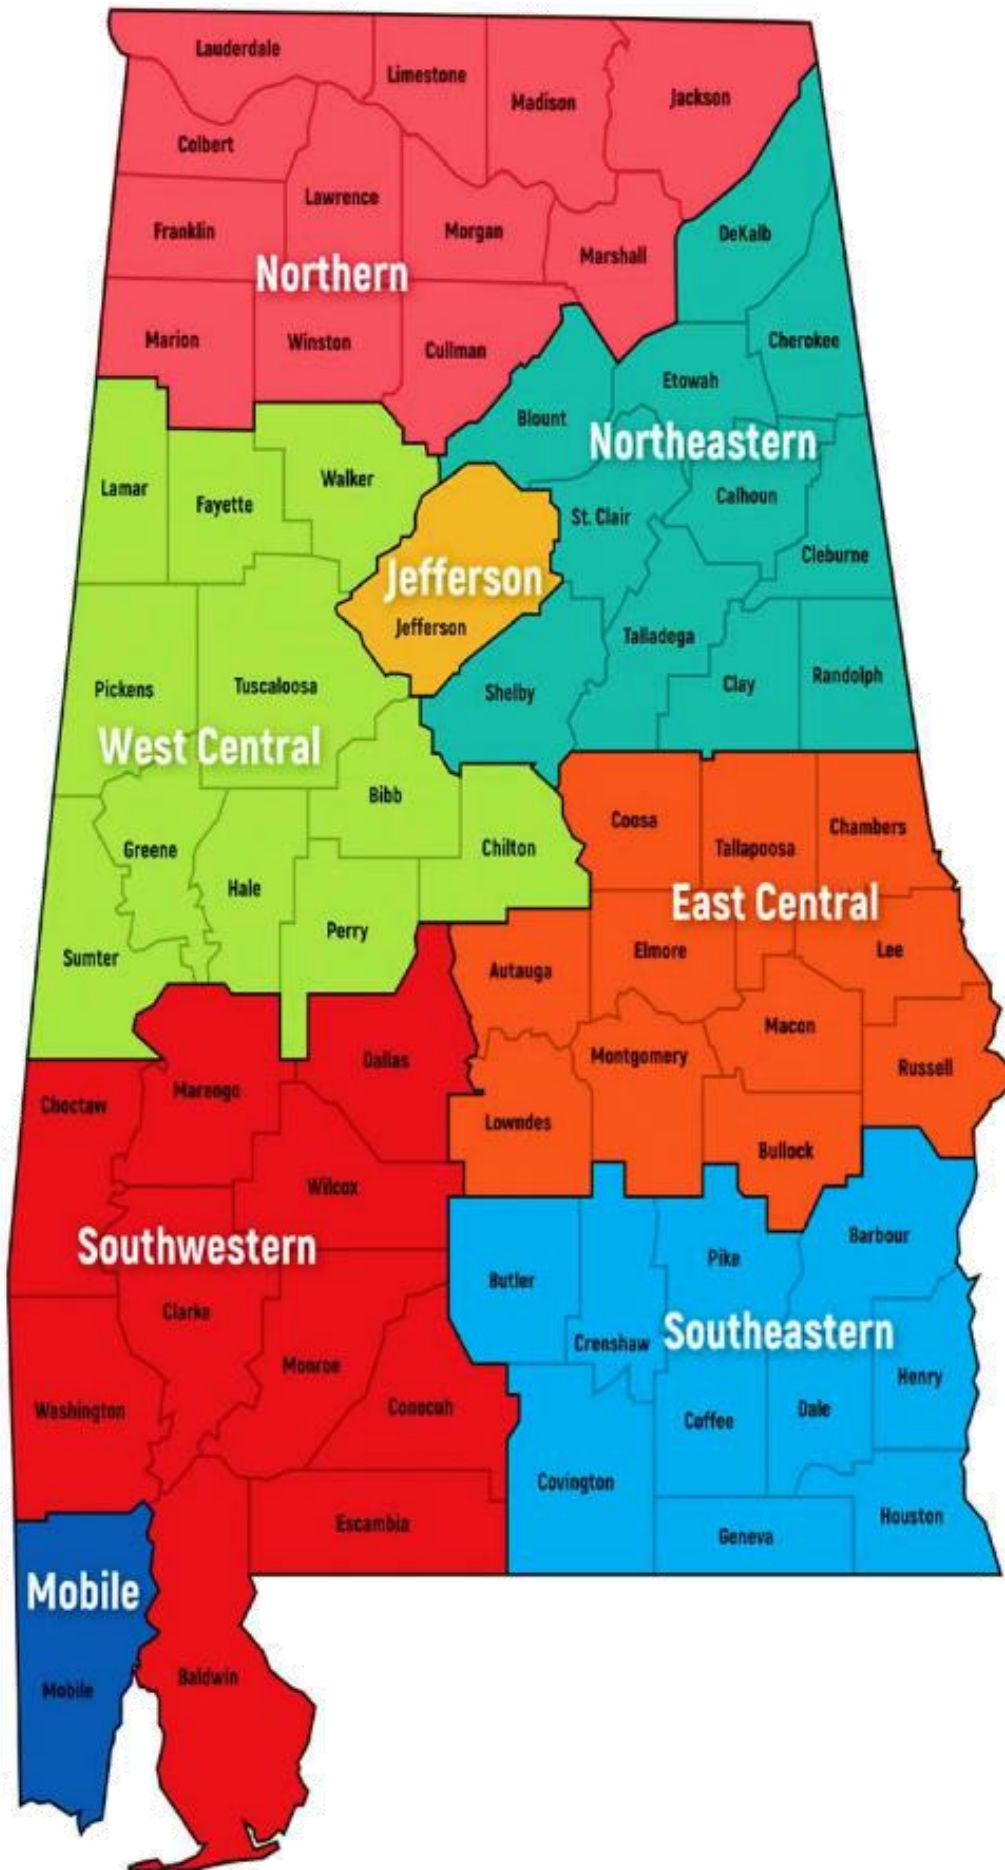 Lauderdale
Limestone
Madison
Jackson
Colbert
Lawrence
Franklin
Morgan
DeKalb
Marshall
Northern
Marion
Winston
Cullman
Cherokee
Etowah
Blount
Northeastern
Lamar
Walker
Fayette
Calhoun
St. Clair
Cleburne
Jefferson
Jefferson
Talladega
Pickens
Tuscaloosa
Shelby
Clay
Randolph
West Central
Bibb
Coosa
Chambers
Greene
Chilton
Tallapoosa
Hale
East Central
Perry
Sumter
Autauga
Elmore
Lee
Macon
Dallas
Montgomery
Russell
Choctaw
Marengo
Lowndes
Bullock
Wilcox
Southwestern
Barbour
Pike
Butler
Clarke
Crenshaw
Southeastern
Monroe
Henry
Washington
Conecuh
Coffee
Dale
Covington
Escambia
Geneva
Houston
Mobile
Mobile
Baldwin